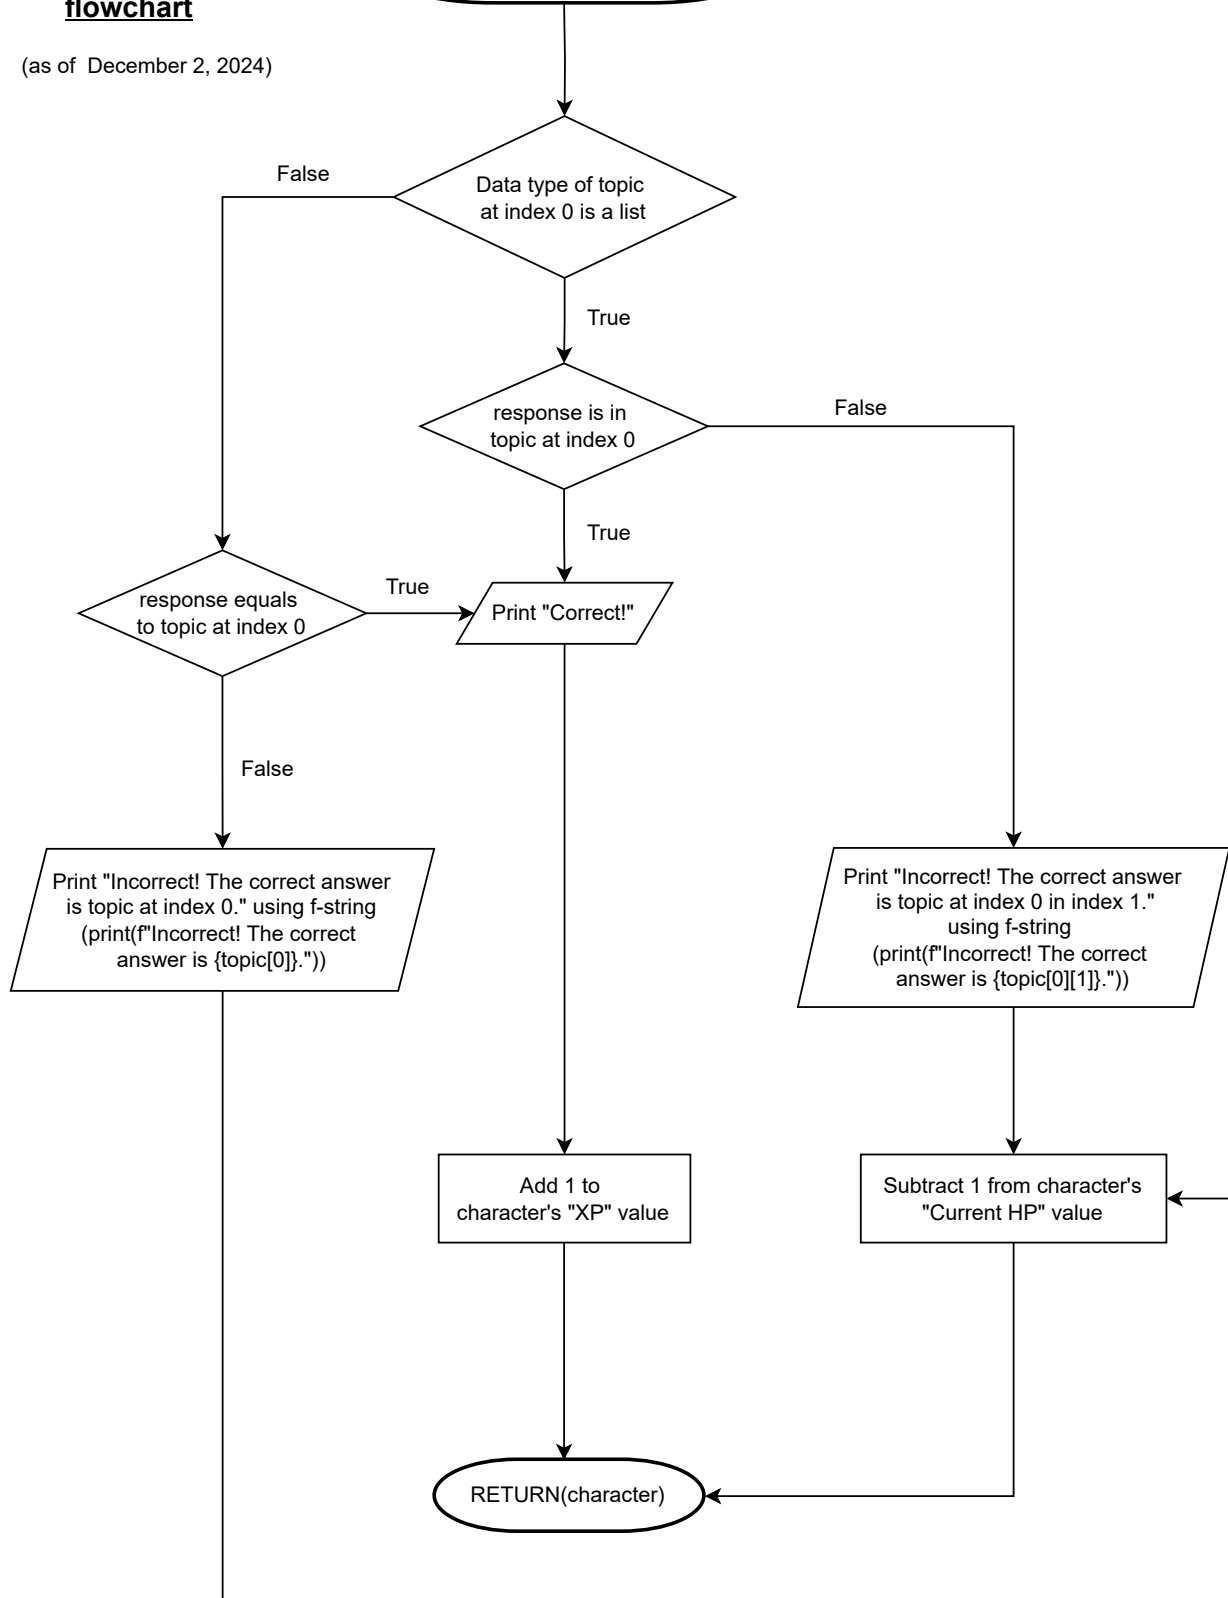 flowchart
(as of  December 2, 2024)
False
Data type of topic
at index 0 is a list
True
response is in
topic at index 0
False
True
response equals
to topic at index 0
True
Print "Correct!"
False
Print "Incorrect! The correct answer
is topic at index 0." using f-string
(print(f"Incorrect! The correct
answer is {topic[0]}."))
Print "Incorrect! The correct answer
is topic at index 0 in index 1."
using f-string
(print(f"Incorrect! The correct
answer is {topic[0][1]}."))
Add 1 to
character's "XP" value
Subtract 1 from character's
"Current HP" value
RETURN(character)